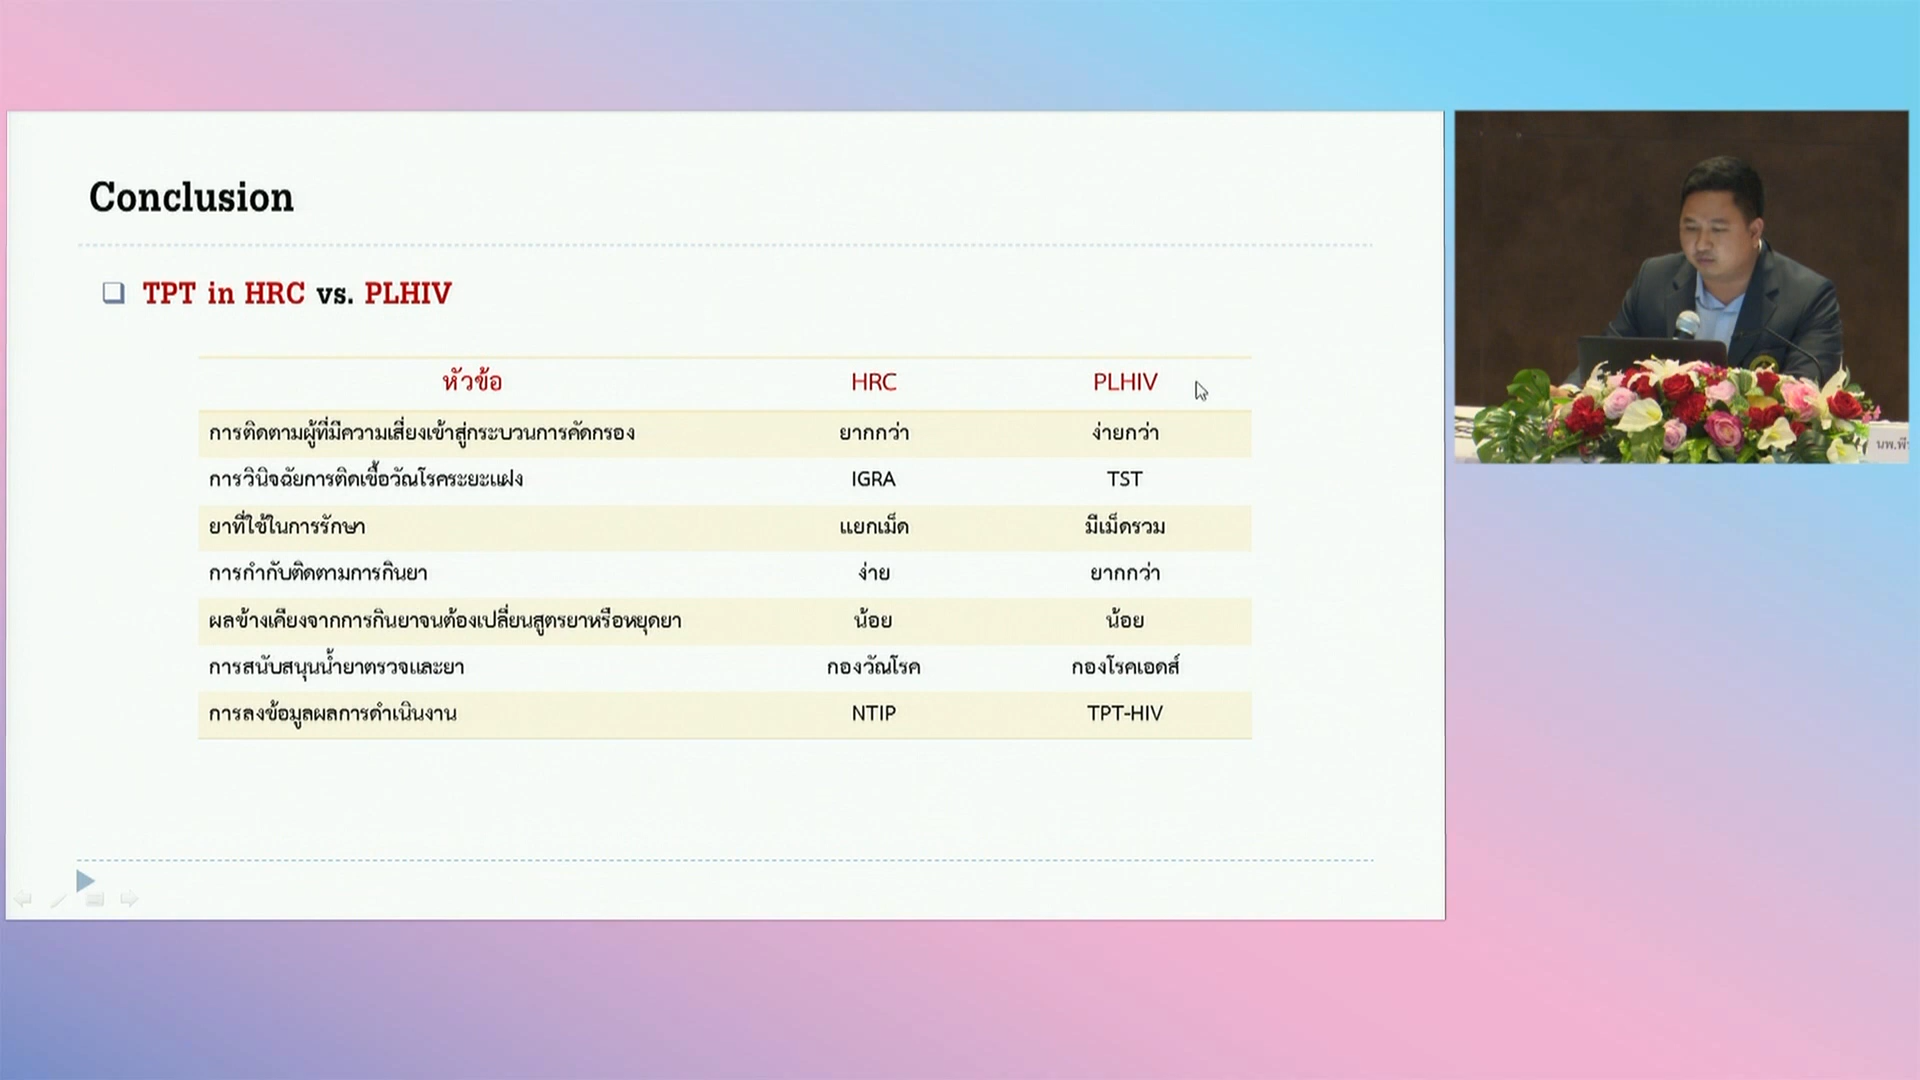 Conclusion
TPT in HRC vs. PLHIV
หัวข้อ HRC PLHIV
การติดตามผู้ที่มีความเสี่ยงเข้าสู่กระบวนการคัดกรอง ยากกว่า ง่ายกว่า
การวินิจฉัยการติดเชื้อวัณโรคระยะแฝง IGRA TST
ยาที่ใช้ในการรักษา แยกเม็ด มีเม็ดรวม
การกำกับติดตามการกินยา ง่าย ยากกว่า
ผลข้างเคียงจากการกินยาจนต้องเปลี่ยนสูตรยาหรือหยุดยา น้อย น้อย
การสนับสนุนน้ำยาตรวจและยา กองวัณโรค กองโรคเอดส์
การลงข้อมูลผลการดำเนินงาน NTIP TPT-HIV
นพ.พี